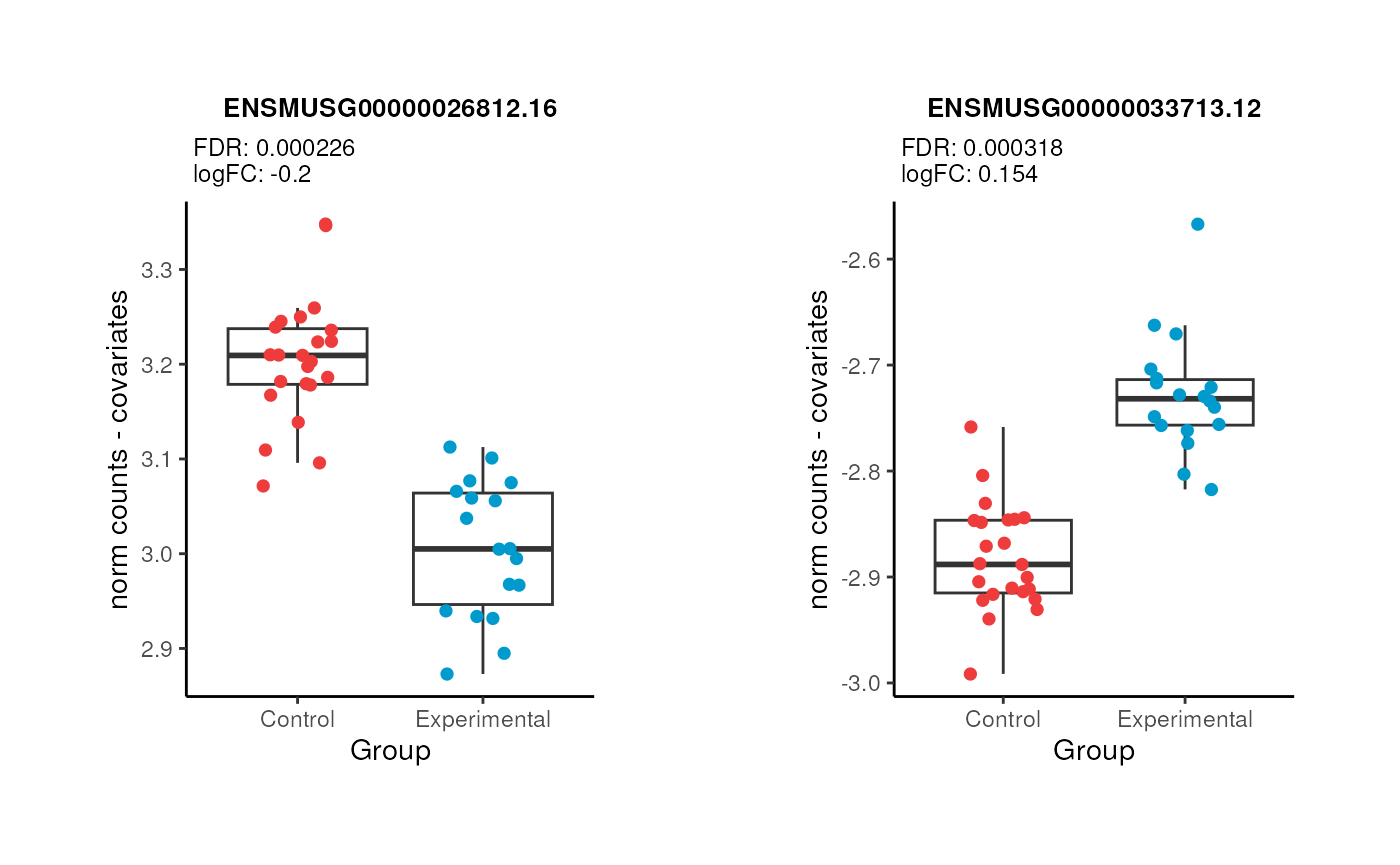 ENSMUSG00000026812.16
FDR: 0.000226
logFC: -0.2
norm counts - covariates
3.3
3.2
3.1
3.0
2.9
Control
Experimental
Group
ENSMUSG00000033713.12
FDR: 0.000318
logFC: 0.154
norm counts - covariates
-2.6
-2.7
-2.8
-2.9
-3.0
Control
Experimental
Group